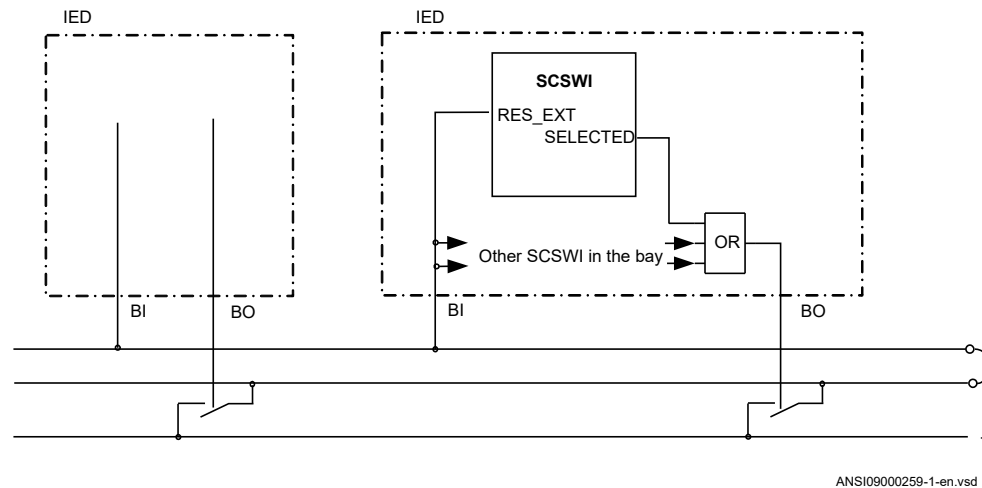 IED
IED
SCSWI
RES_EXT
SELECTED
OR
Other SCSWI in the bay
BI
BO
BI
BO
ANSI09000259-1-en.vsd